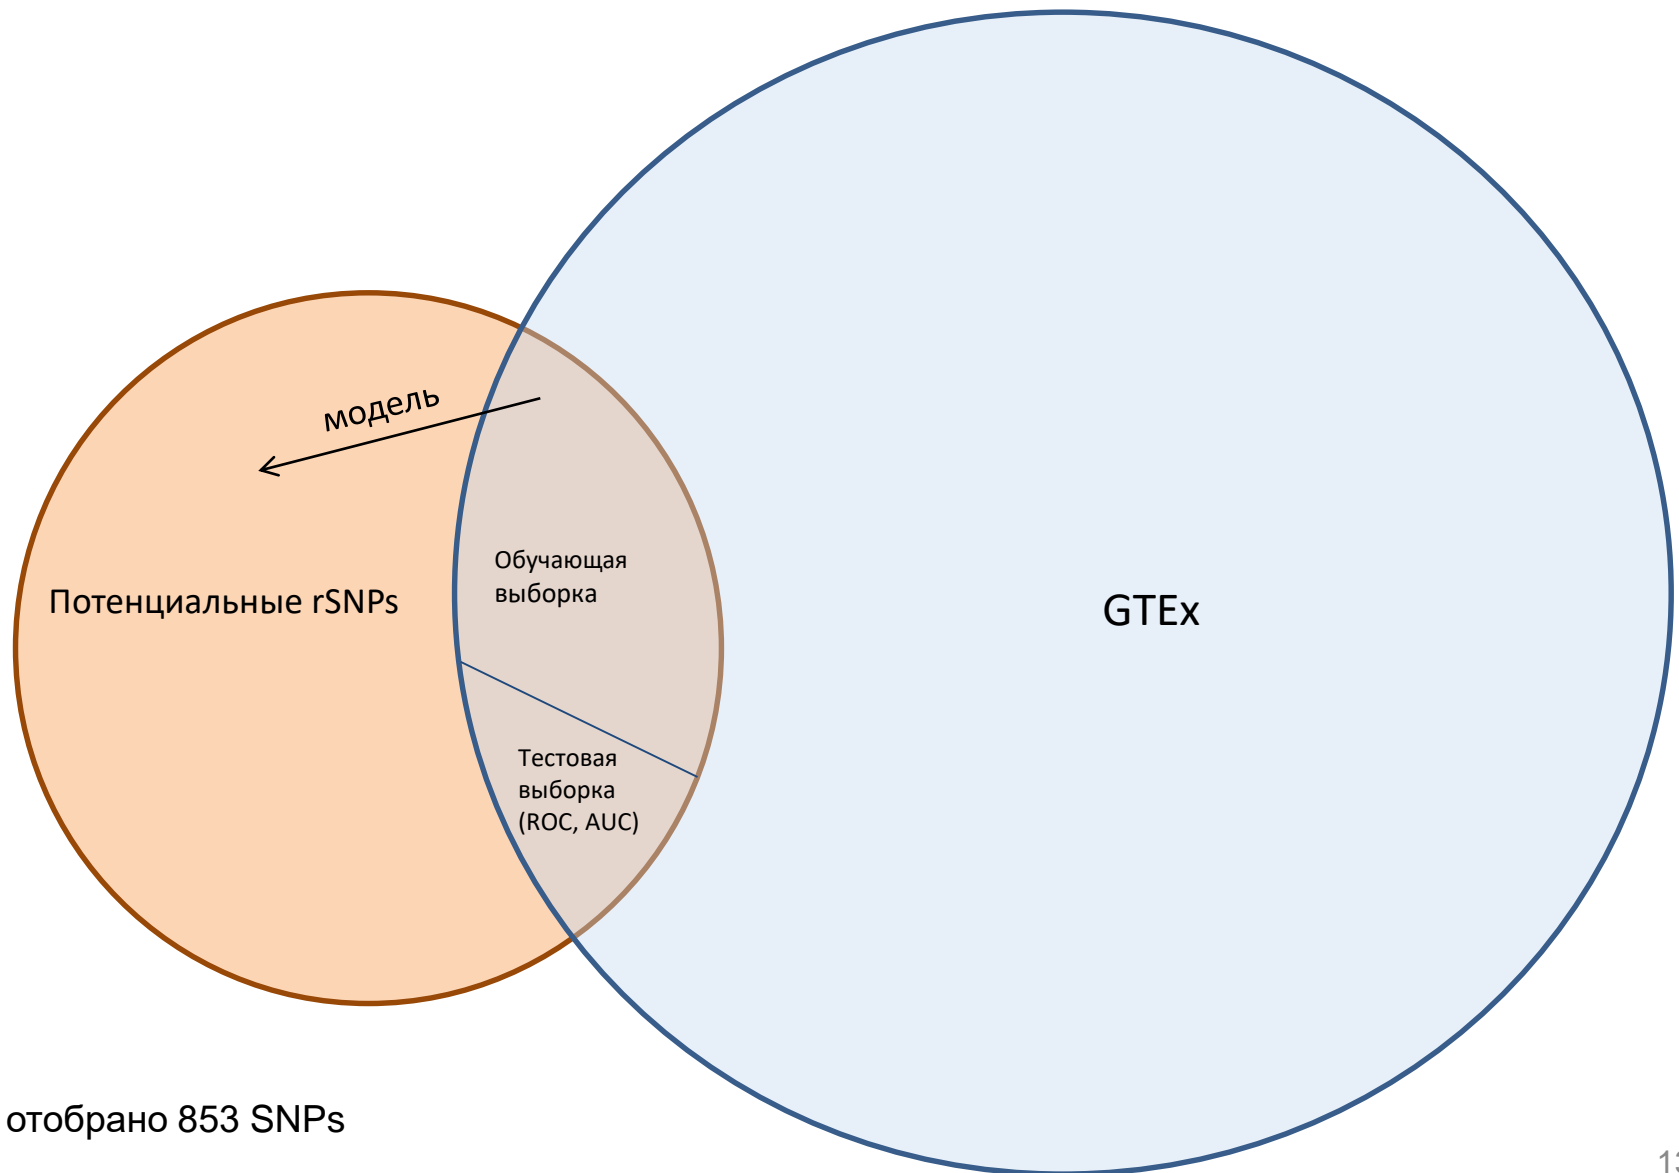 модель
Обучающая
выборка
Потенциальные rSNPs
GTEx
Тестовая
выборка
(ROC, AUC)
отобрано 853 SNPs